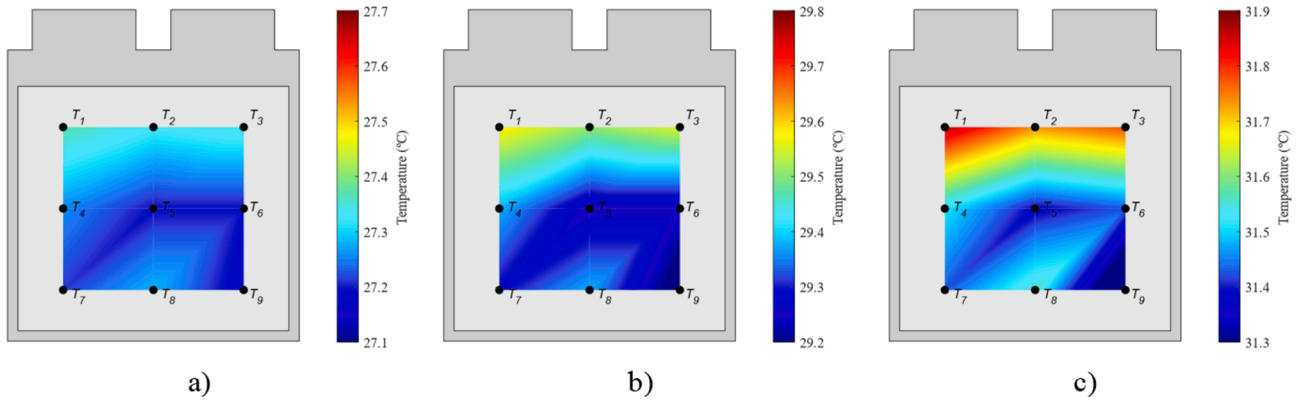 T1 T2 T3
T4 T5 T6
T7 T8 T9
27.7
27.6
27.5
27.4
27.3
27.2
27.1
Temperature (ºC)
a)
T1 T2 T3
T4 T5 T6
T7 T8 T9
29.8
29.7
29.6
29.5
29.4
29.3
29.2
Temperature (ºC)
b)
T1 T2 T3
T4 T5 T6
T7 T8 T9
31.9
31.8
31.7
31.6
31.5
31.4
31.3
Temperature (ºC)
c)